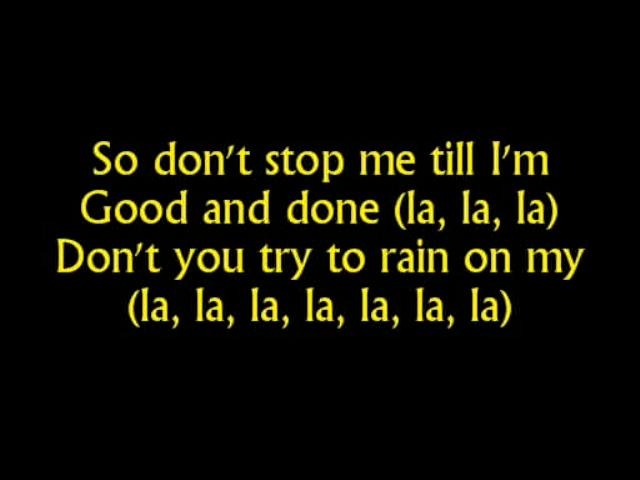 So don't stop me till I'm
Good and done (la, la, la)
Don't you try to rain on my
(la, la, la, la, la, la, la)